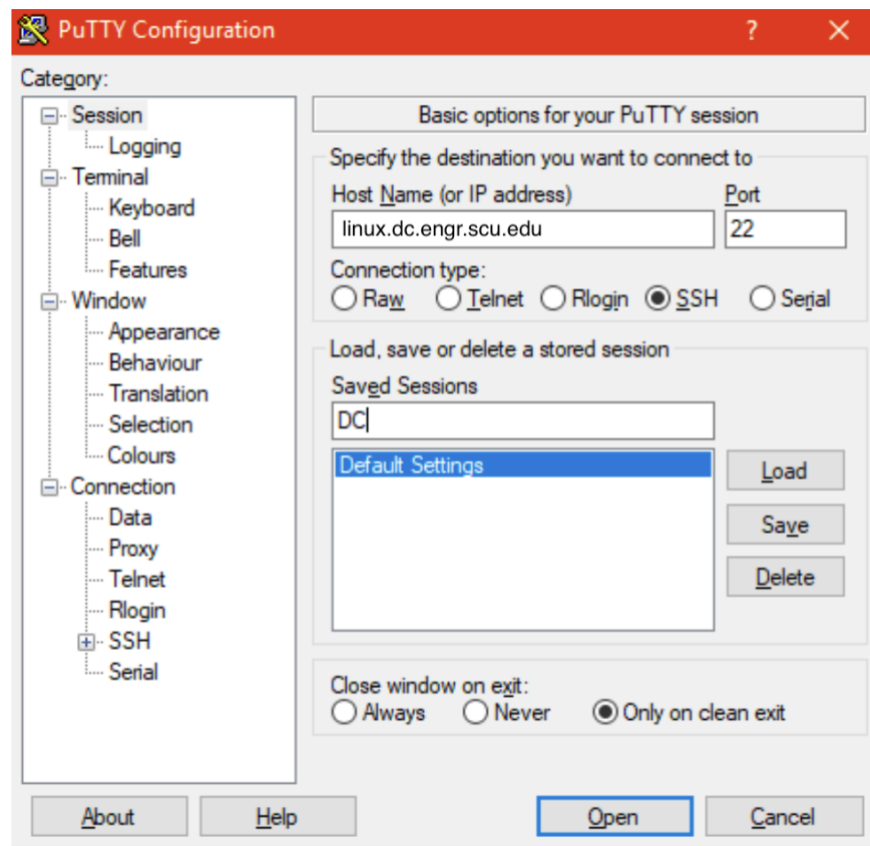 PuTTY Configuration ? ×
Category:
Session
Logging
Terminal
Keyboard
Bell
Features
Window
Appearance
Behaviour
Translation
Selection
Colours
Connection
Data
Proxy
Telnet
Rlogin
SSH
Serial
Basic options for your PuTTY session
Specify the destination you want to connect to
Host Name (or IP address) Port
linux.dc.engr.scu.edu 22
Connection type:
Raw Telnet Rlogin SSH Serial
Load, save or delete a stored session
Saved Sessions
DC
Default Settings
Load
Save
Delete
Close window on exit:
Always Never Only on clean exit
About Help Open Cancel